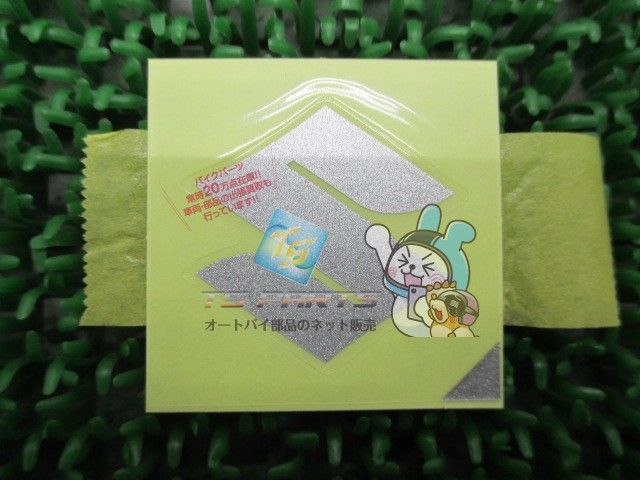 バイクパーツ
常時20万点在庫!!
車両・部品の出張買取も
行っています!!
TS
TS PARTS
オートバイ部品のネット販売